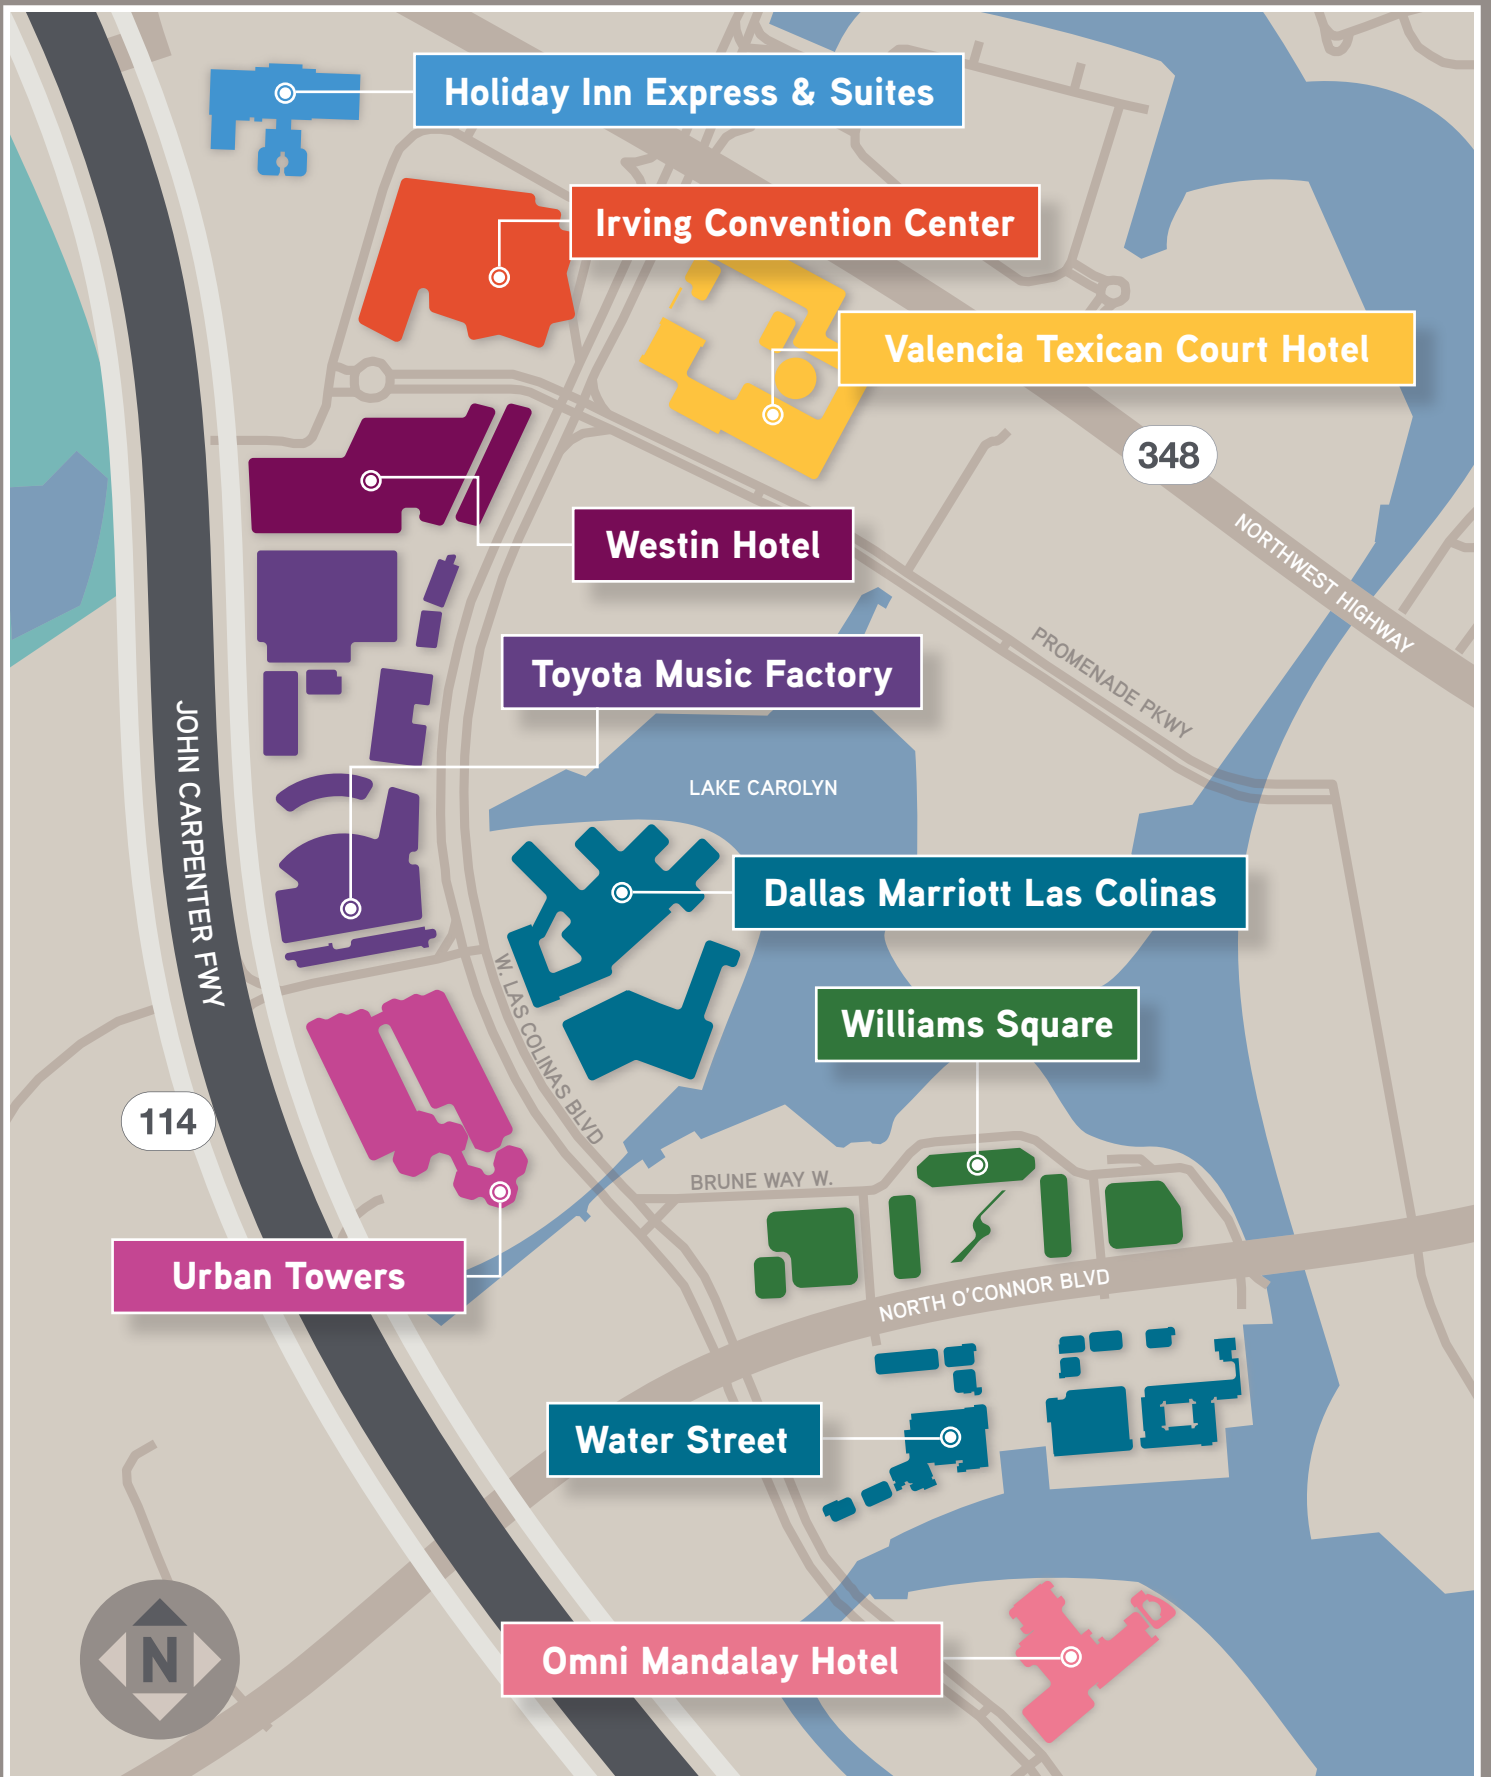 Holiday Inn Express & Suites
Irving Convention Center
Valencia Texican Court Hotel
348
NORTHWEST HIGHWAY
Westin Hotel
PROMENADE PKWY
Toyota Music Factory
JOHN CARPENTER FWY
LAKE CAROLYN
Dallas Marriott Las Colinas
W. LAS COLINAS BLVD
Williams Square
114
BRUNE WAY W.
Urban Towers
NORTH O'CONNOR BLVD
Water Street
N
Omni Mandalay Hotel